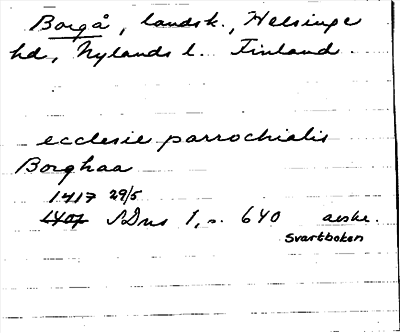 Borgå, landsk., Helsinge
hd, Nylands l. Finland.
ecclesie parrochialis
Borghaa
1417 29/5
1407 SDns 1, s. 640 avskr.
Svartboken